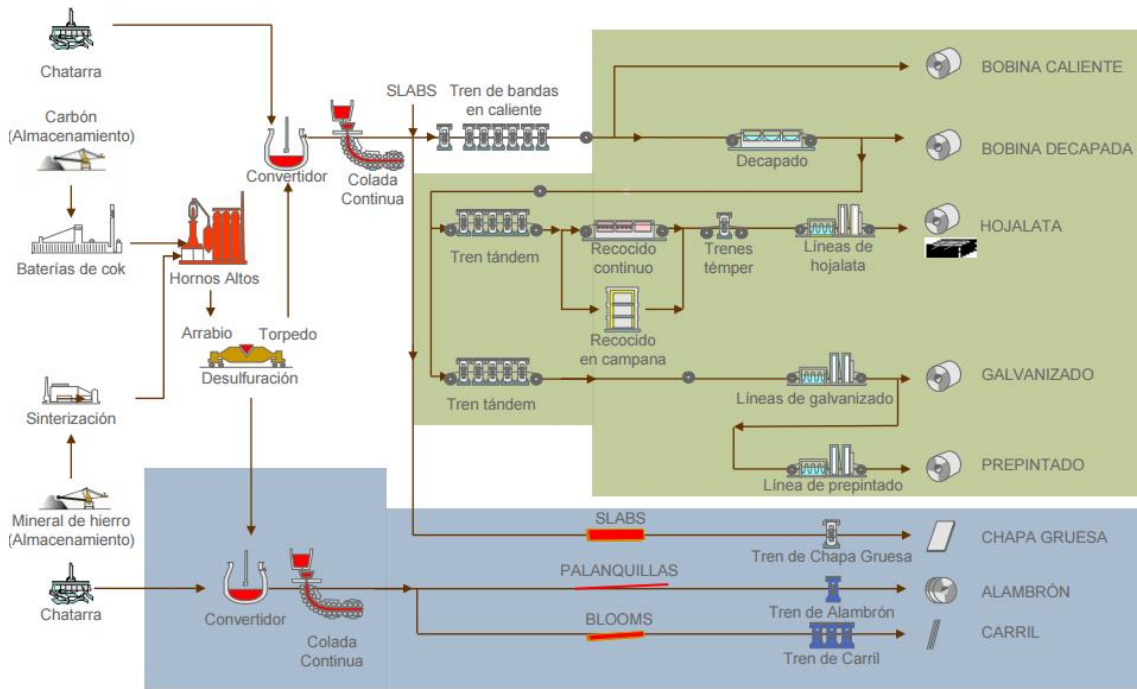 Chatarra
Carbón
(Almacenamiento)
Baterías de cok
Hornos Altos
Arrabio
Torpedo
Desulfuración
Sinterización
Mineral de hierro
(Almacenamiento)
Chatarra
Convertidor
Colada
Continua
SLABS
Tren de bandas
en caliente
BOBINA CALIENTE
Decapado
BOBINA DECAPADA
Tren tándem
Recocido
continuo
Recocido
en campana
Trenes
témper
Líneas de
hojalata
HOJALATA
Tren tándem
Líneas de galvanizado
GALVANIZADO
Línea de prepintado
PREPINTADO
SLABS
Tren de Chapa Gruesa
CHAPA GRUESA
Convertidor
Colada
Continua
PALANQUILLAS
Tren de Alambrón
ALAMBRÓN
BLOOMS
Tren de Carril
CARRIL